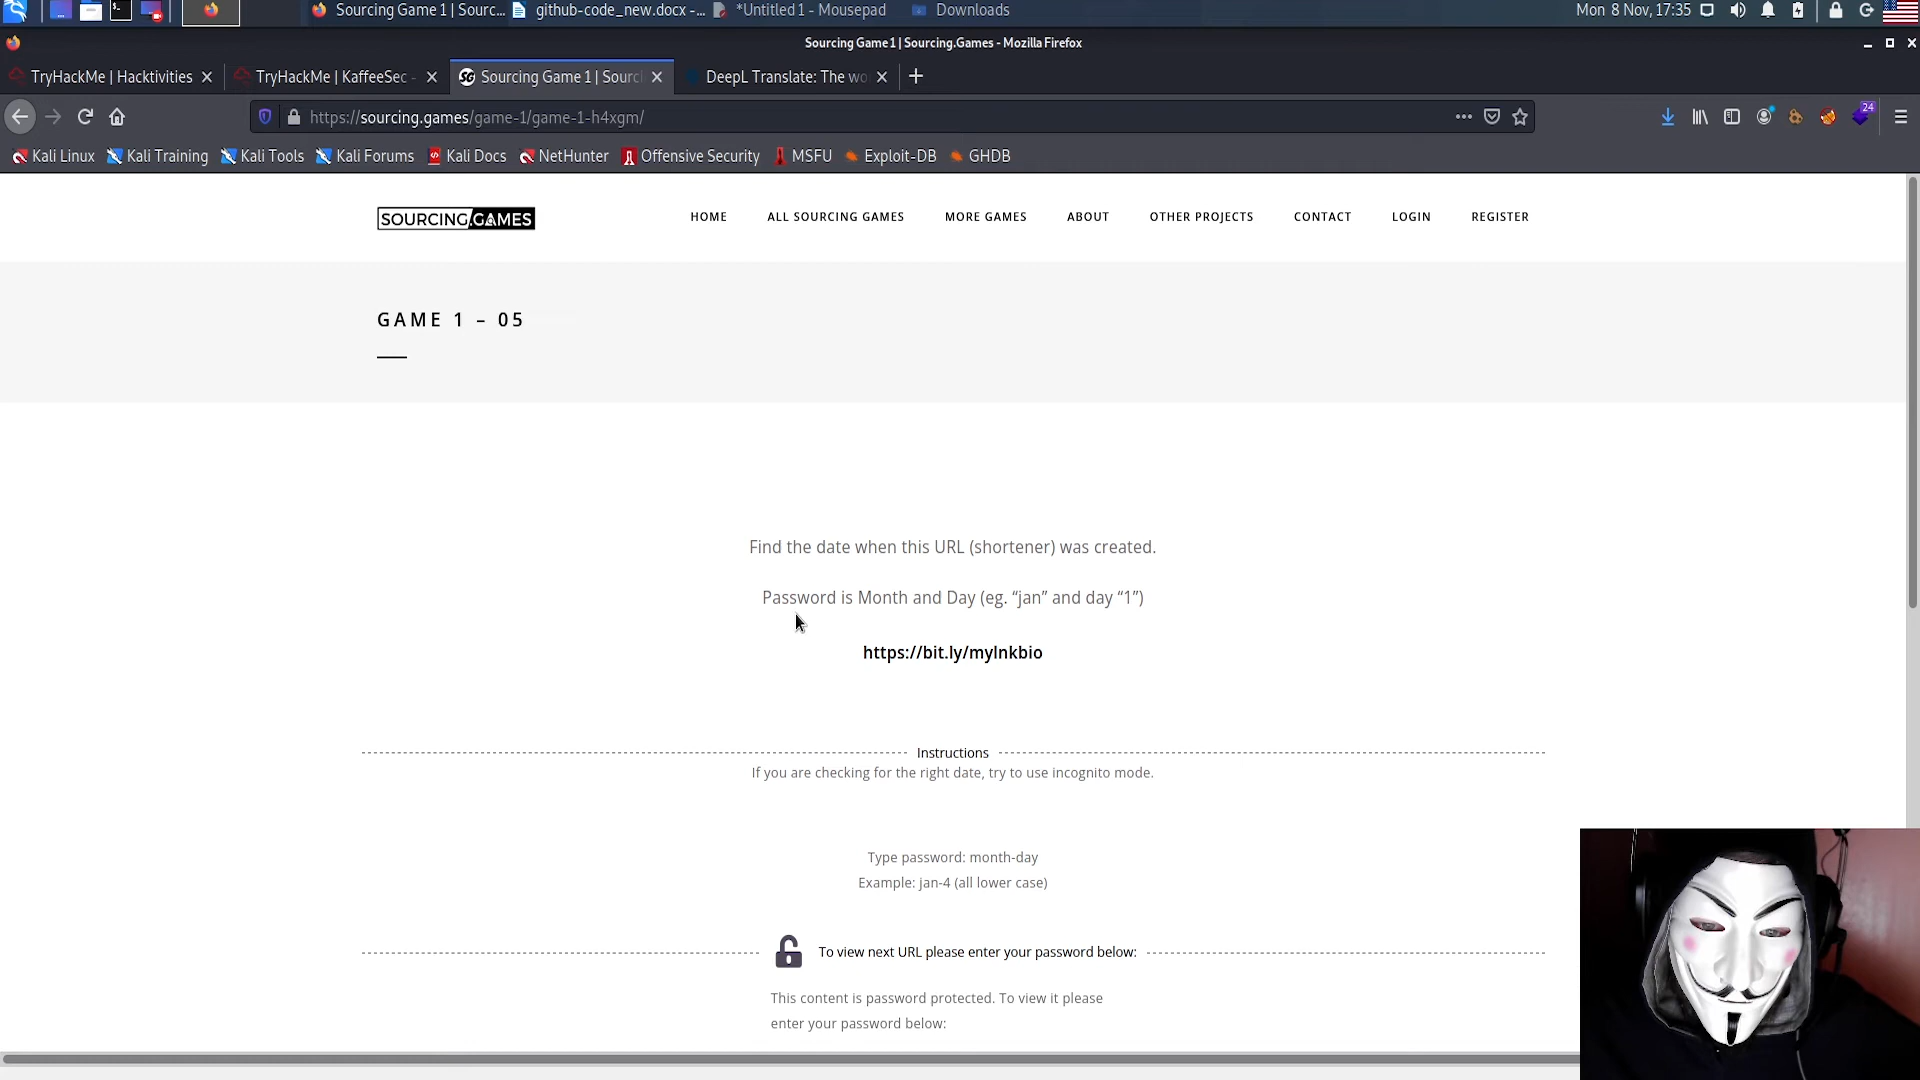 Sourcing Game 1 | Sourc...
github-code_new.docx -...
*Untitled 1 - Mousepad
Downloads
Mon 8 Nov, 17:35
Sourcing Game 1 | Sourcing.Games - Mozilla Firefox
TryHackMe | Hacktivities
TryHackMe | KaffeeSec -
SG
Sourcing Game 1 | Sourc
DeepL Translate: The wo
https://sourcing.games/game-1/game-1-h4xgm/
24
Kali Linux
Kali Training
Kali Tools
Kali Forums
Kali Docs
NetHunter
Offensive Security
MSFU
Exploit-DB
GHDB
SOURCING.GAMES
HOME
ALL SOURCING GAMES
MORE GAMES
ABOUT
OTHER PROJECTS
CONTACT
LOGIN
REGISTER
GAME 1 – 05
Find the date when this URL (shortener) was created.
Password is Month and Day (eg. “jan” and day “1”)
https://bit.ly/mylnkbio
Instructions
If you are checking for the right date, try to use incognito mode.
Type password: month-day
Example: jan-4 (all lower case)
To view next URL please enter your password below:
This content is password protected. To view it please
enter your password below: